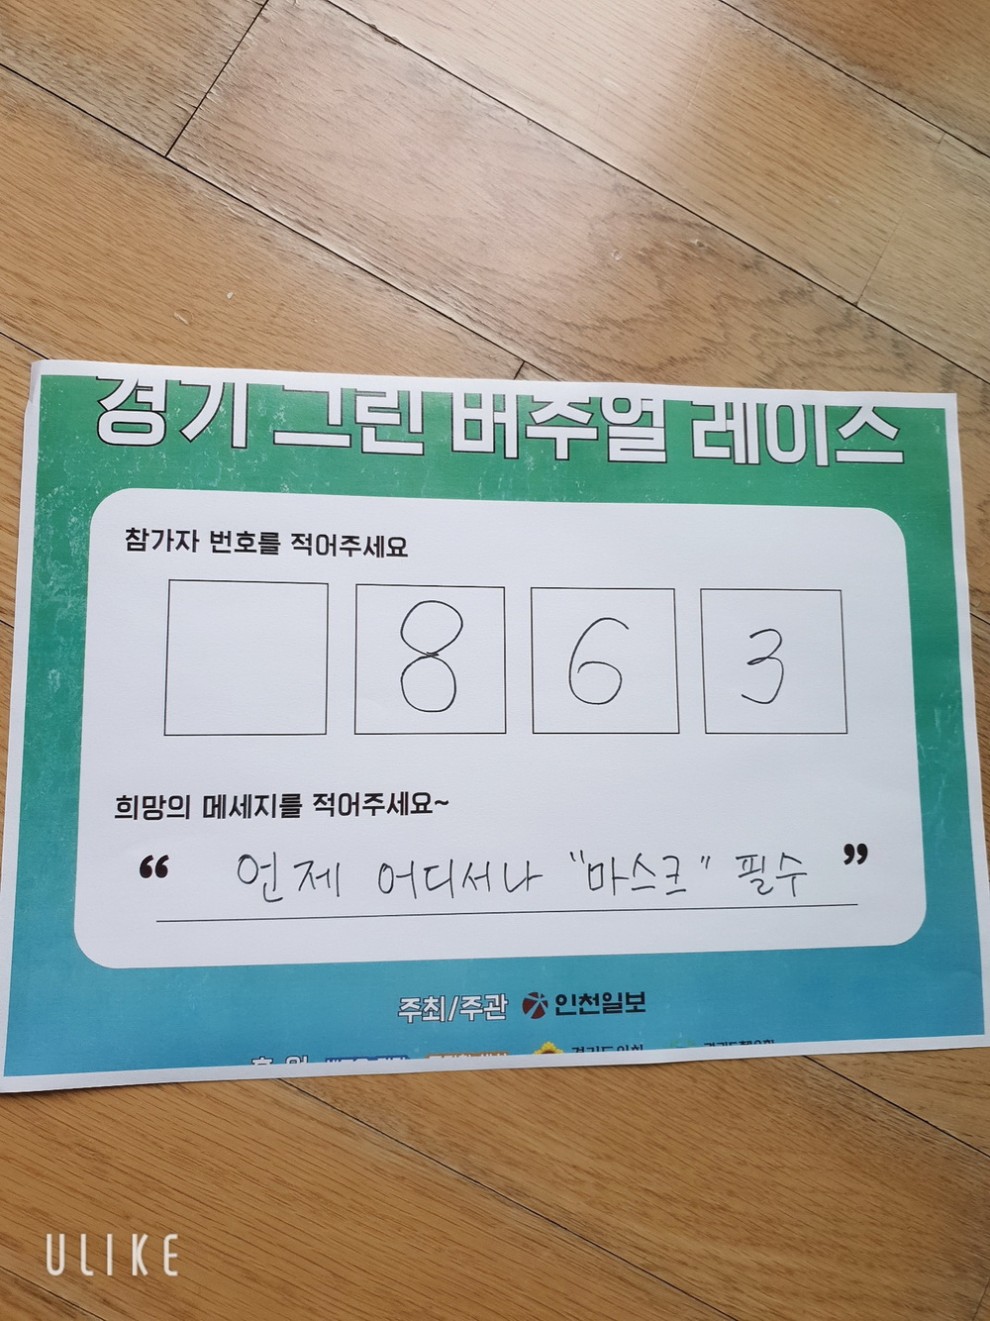 경기 그린 버추얼 레이스
참가자 번호를 적어주세요
8 6 3
희망의 메세지를 적어주세요~
“ 언제 어디서나 "마스크" 필수 ”
주최/주관 인천일보
ULIKE